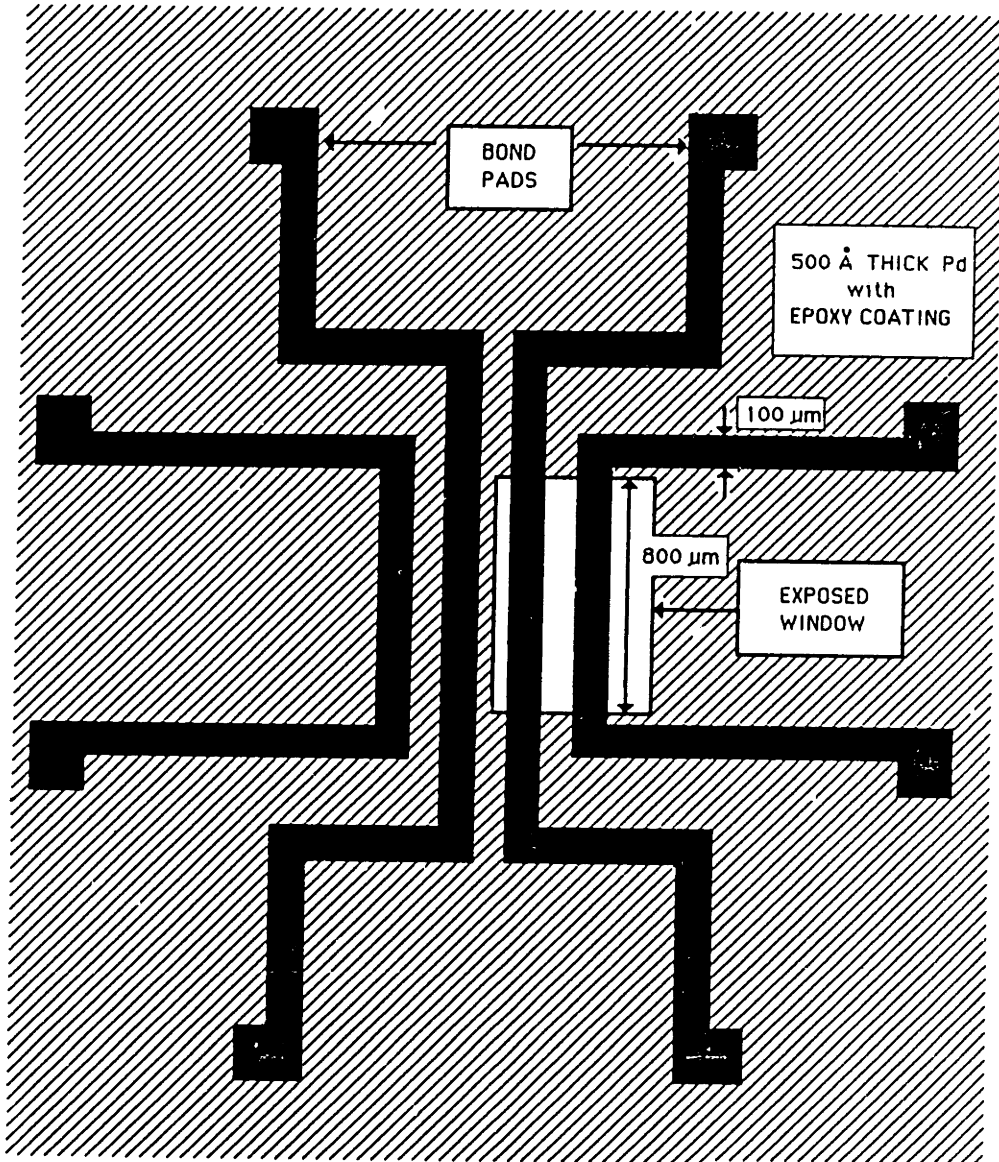 BOND
PADS
500 Å THICK Pd
with
EPOXY COATING
100 µm
800 µm
EXPOSED
WINDOW